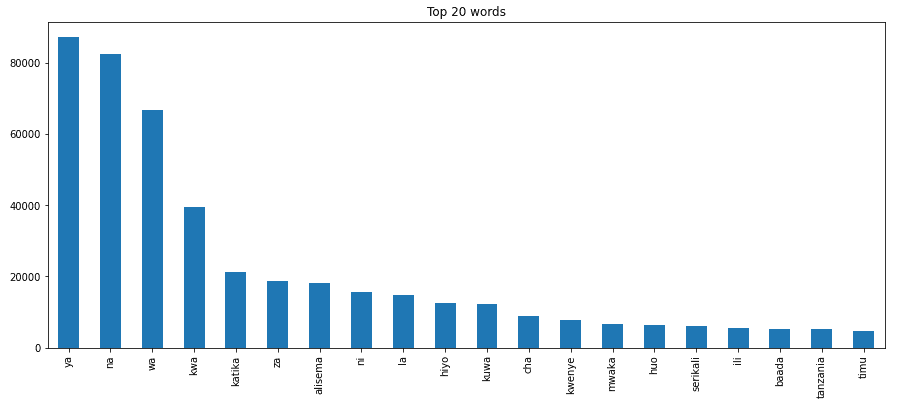 Top 20 words
80000
60000
40000
20000
0
ya na wa kwa katika za alisema ni la hiyo kuwa cha kwenye mwaka huo serikali ili baada tanzania timu